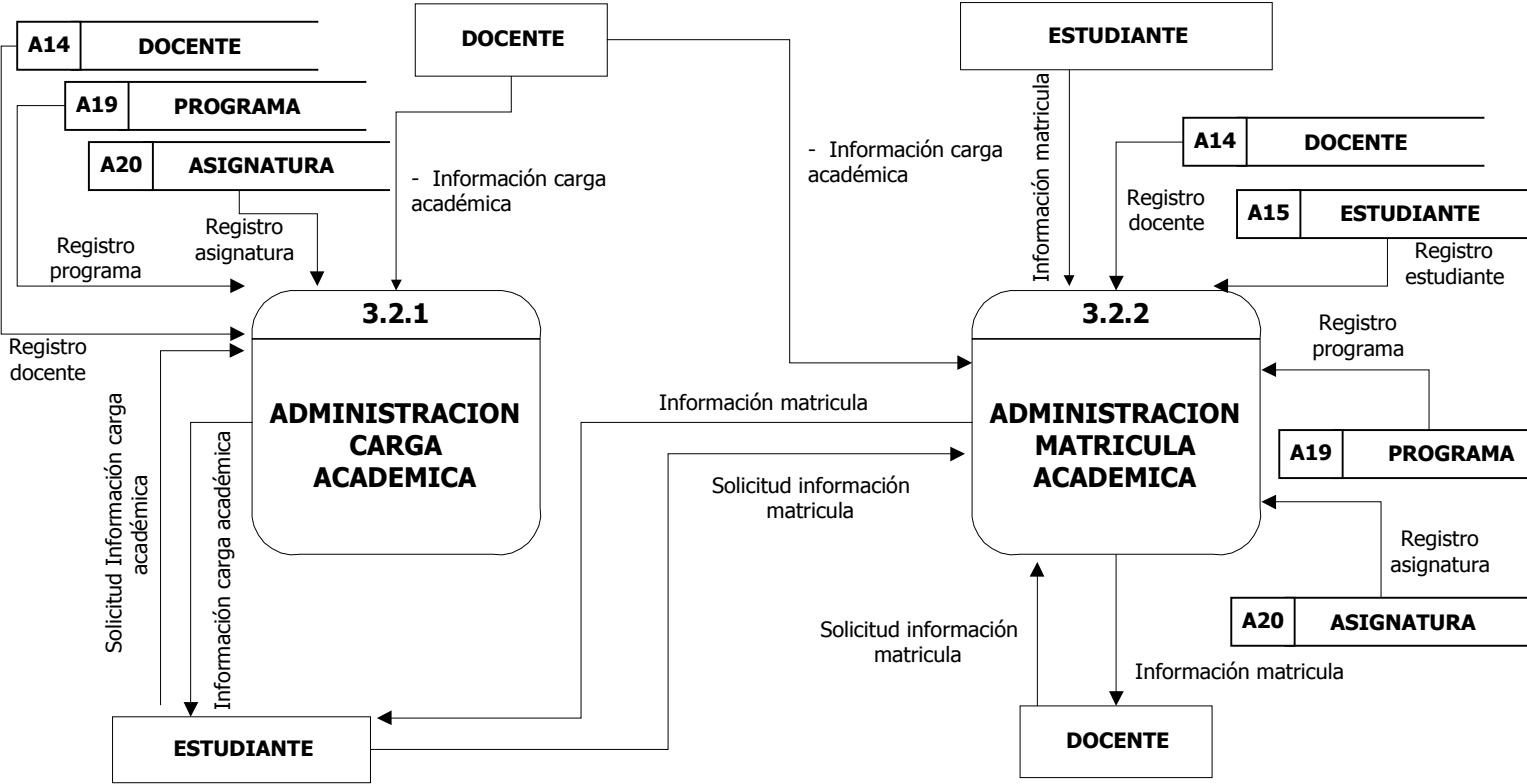 A14 DOCENTE
DOCENTE
ESTUDIANTE
A19 PROGRAMA
A20 ASIGNATURA
- Información carga
académica
- Información carga
académica
Información matricula
A14 DOCENTE
A15 ESTUDIANTE
Registro
docente
Registro
estudiante
Registro
asignatura
Registro
programa
Registro
docente
3.2.1
ADMINISTRACION
CARGA
ACADEMICA
3.2.2
ADMINISTRACION
MATRICULA
ACADEMICA
Registro
programa
A19 PROGRAMA
Registro
asignatura
A20 ASIGNATURA
Información matricula
Solicitud información
matricula
Solicitud Información carga
académica
Información carga académica
Solicitud información
matricula
Información matricula
ESTUDIANTE
DOCENTE